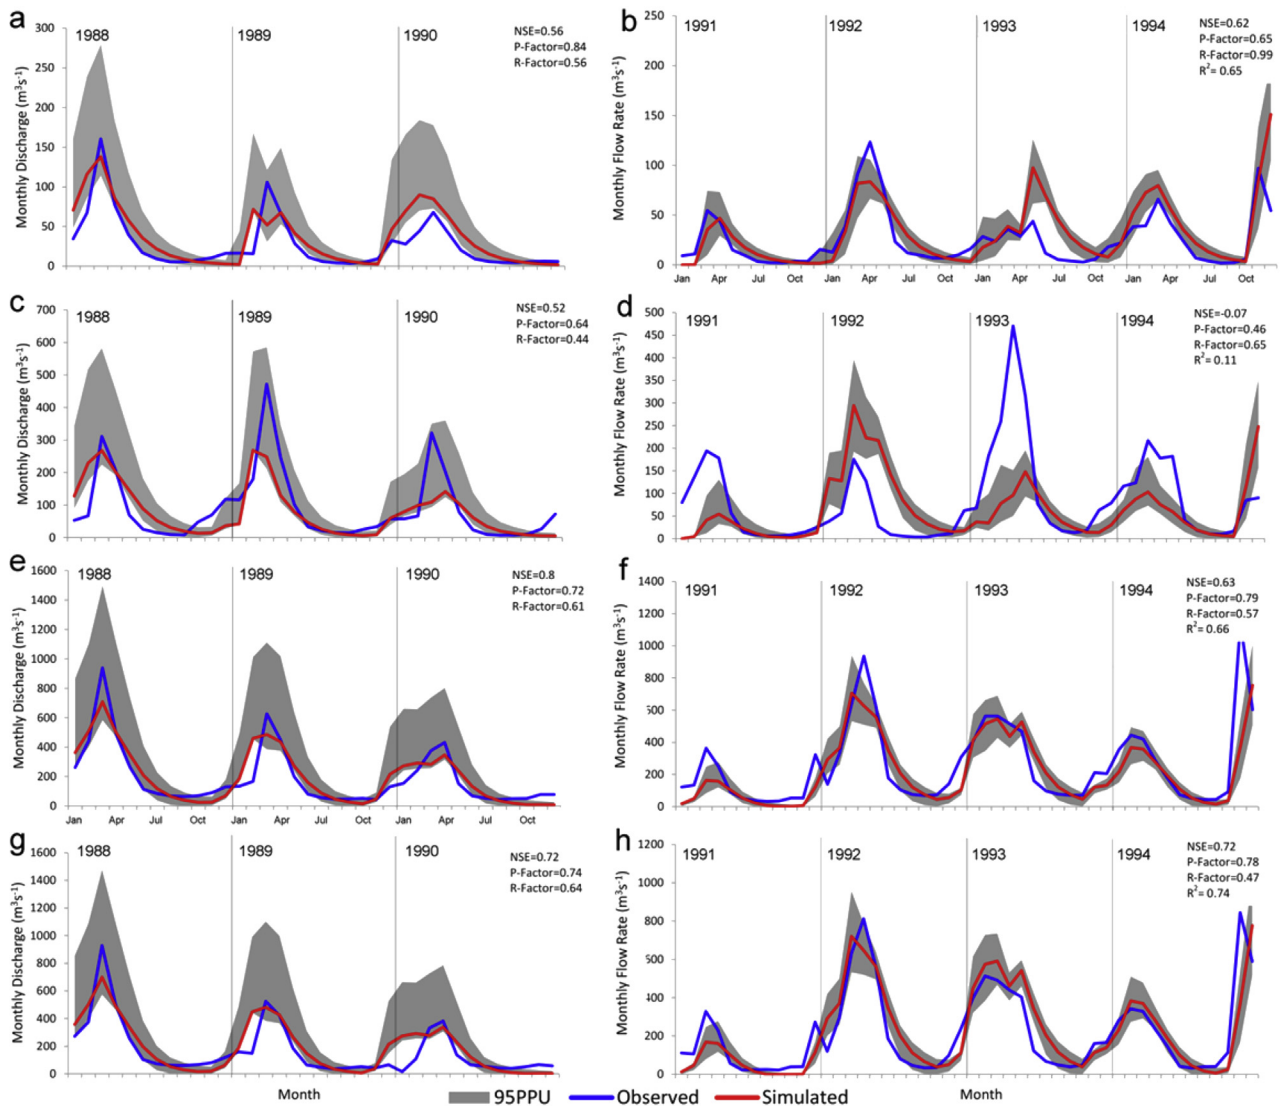 a
1988
1989
1990
NSE=0.56
P-Factor=0.84
R-Factor=0.56
Monthly Discharge (m³s⁻¹)
300
250
200
150
100
50
0
b
1991
1992
1993
1994
NSE=0.62
P-Factor=0.65
R-Factor=0.99
R²= 0.65
Monthly Flow Rate (m³s⁻¹)
250
200
150
100
50
0
Jan Apr Jul Oct Jan Apr Jul Oct Jan Apr Jul Oct Jan Apr Jul Oct
c
1988
1989
1990
NSE=0.52
P-Factor=0.64
R-Factor=0.44
Monthly Discharge (m³s⁻¹)
700
600
500
400
300
200
100
0
d
1991
1992
1993
1994
NSE=-0.07
P-Factor=0.46
R-Factor=0.65
R²= 0.11
Monthly Flow Rate (m³s⁻¹)
500
450
400
350
300
250
200
150
100
50
0
e
1988
1989
1990
NSE=0.8
P-Factor=0.72
R-Factor=0.61
Monthly Discharge (m³s⁻¹)
1600
1400
1200
1000
800
600
400
200
0
Jan Apr Jul Oct Jan Apr Jul Oct Jan Apr Jul Oct
f
1991
1992
1993
1994
NSE=0.63
P-Factor=0.79
R-Factor=0.57
R²= 0.66
Monthly Flow Rate (m³s⁻¹)
1400
1200
1000
800
600
400
200
0
g
1988
1989
1990
NSE=0.72
P-Factor=0.74
R-Factor=0.64
Monthly Discharge (m³s⁻¹)
1600
1400
1200
1000
800
600
400
200
0
h
1991
1992
1993
1994
NSE=0.72
P-Factor=0.78
R-Factor=0.47
R²= 0.74
Monthly Flow Rate (m³s⁻¹)
1200
1000
800
600
400
200
0
Month
95PPU
Observed
Simulated
Month